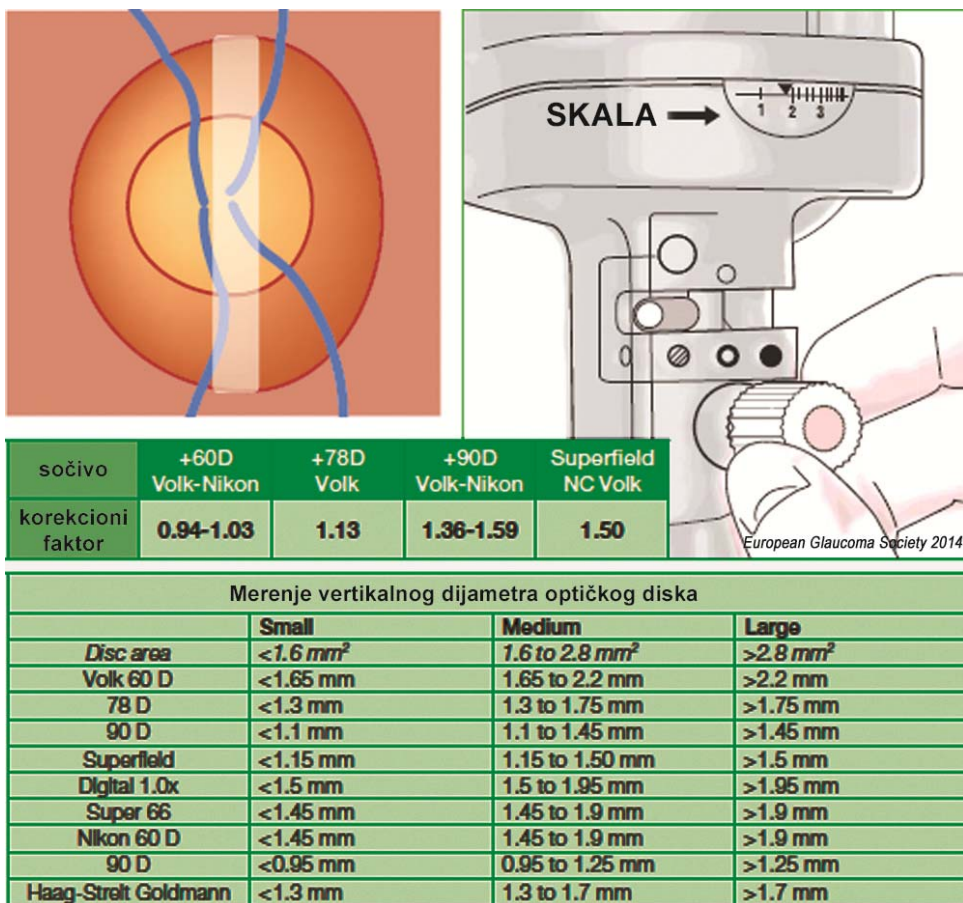 SKALA
1 2 3
sočivo +60D Volk-Nikon +78D Volk +90D Volk-Nikon Superfield NC Volk
korekcioni faktor 0.94-1.03 1.13 1.36-1.59 1.50
European Glaucoma Society 2014
Merenje vertikalnog dijametra optičkog diska
Small Medium Large
Disc area <1.6 mm² 1.6 to 2.8 mm² >2.8 mm²
Volk 60 D <1.65 mm 1.65 to 2.2 mm >2.2 mm
78 D <1.3 mm 1.3 to 1.75 mm >1.75 mm
90 D <1.1 mm 1.1 to 1.45 mm >1.45 mm
Superfield <1.15 mm 1.15 to 1.50 mm >1.5 mm
Digital 1.0x <1.5 mm 1.5 to 1.95 mm >1.95 mm
Super 66 <1.45 mm 1.45 to 1.9 mm >1.9 mm
Nikon 60 D <1.45 mm 1.45 to 1.9 mm >1.9 mm
90 D <0.95 mm 0.95 to 1.25 mm >1.25 mm
Haag-Streit Goldmann <1.3 mm 1.3 to 1.7 mm >1.7 mm